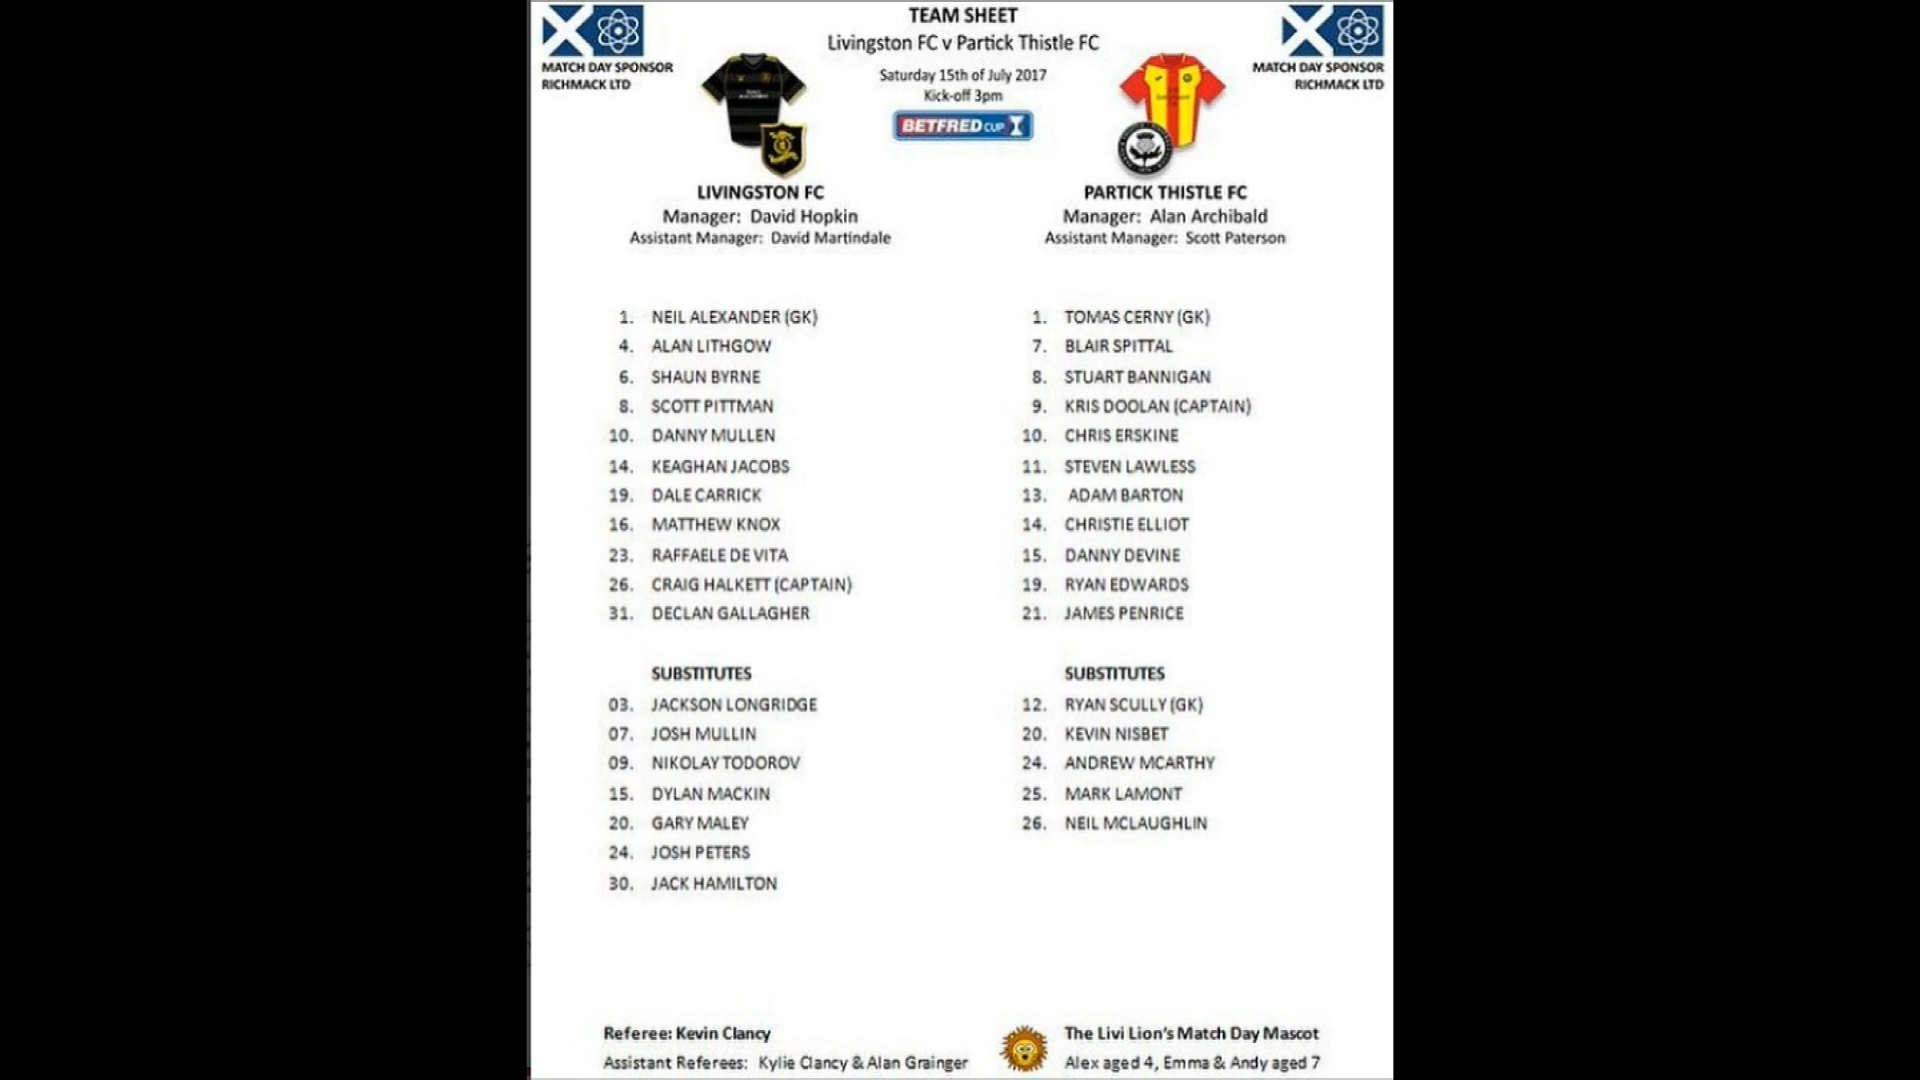 TEAM SHEET
Livingston FC v Partick Thistle FC
Saturday 15th of July 2017
Kick-off 3pm
BETFRED CUP
MATCH DAY SPONSOR
RICHMACK LTD
MATCH DAY SPONSOR
RICHMACK LTD
LIVINGSTON FC
Manager: David Hopkin
Assistant Manager: David Martindale
1. NEIL ALEXANDER (GK)
4. ALAN LITHGOW
6. SHAUN BYRNE
8. SCOTT PITTMAN
10. DANNY MULLEN
14. KEAGHAN JACOBS
19. DALE CARRICK
16. MATTHEW KNOX
23. RAFFAELE DE VITA
26. CRAIG HALKETT (CAPTAIN)
31. DECLAN GALLAGHER
SUBSTITUTES
03. JACKSON LONGRIDGE
07. JOSH MULLIN
09. NIKOLAY TODOROV
15. DYLAN MACKIN
20. GARY MALEY
24. JOSH PETERS
30. JACK HAMILTON
PARTICK THISTLE FC
Manager: Alan Archibald
Assistant Manager: Scott Paterson
1. TOMAS CERNY (GK)
7. BLAIR SPITTAL
8. STUART BANNIGAN
9. KRIS DOOLAN (CAPTAIN)
10. CHRIS ERSKINE
11. STEVEN LAWLESS
13. ADAM BARTON
14. CHRISTIE ELLIOT
15. DANNY DEVINE
19. RYAN EDWARDS
21. JAMES PENRICE
SUBSTITUTES
12. RYAN SCULLY (GK)
20. KEVIN NISBET
24. ANDREW MCARTHY
25. MARK LAMONT
26. NEIL MCLAUGHLIN
Referee: Kevin Clancy
Assistant Referees: Kylie Clancy & Alan Grainger
The Livi Lion's Match Day Mascot
Alex aged 4, Emma & Andy aged 7